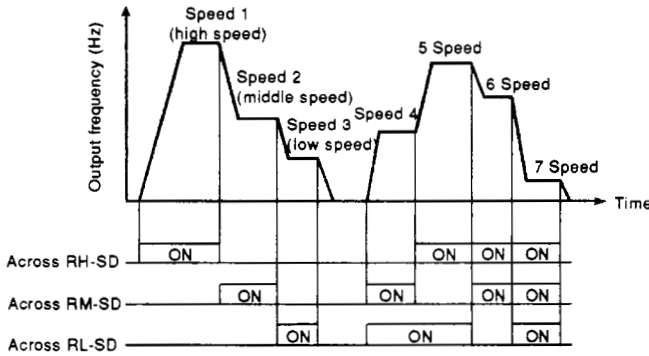 Output frequency (Hz)
Speed 1
(high speed)
Speed 2
(middle speed)
Speed 3
(low speed)
Speed 4
5 Speed
6 Speed
7 Speed
Time
Across RH-SD
ON
ON
ON
ON
Across RM-SD
ON
ON
ON
ON
Across RL-SD
ON
ON
ON